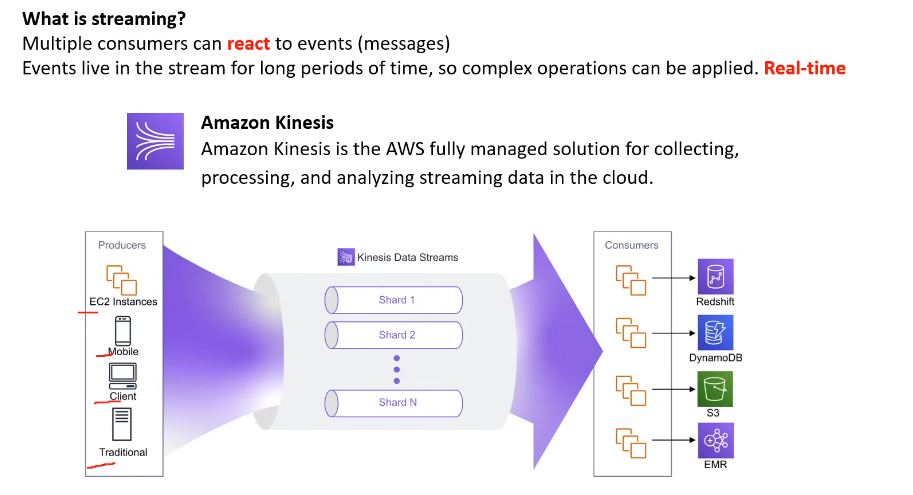 What is streaming?
Multiple consumers can react to events (messages)
Events live in the stream for long periods of time, so complex operations can be applied. Real-time
Amazon Kinesis
Amazon Kinesis is the AWS fully managed solution for collecting,
processing, and analyzing streaming data in the cloud.
Producers
EC2 Instances
Mobile
Client
Traditional
Kinesis Data Streams
Shard 1
Shard 2
Shard N
Consumers
Redshift
DynamoDB
S3
EMR